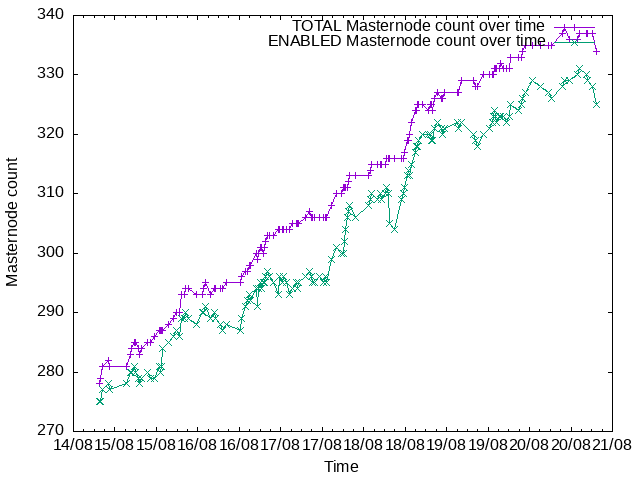 TOTAL Masternode count over time
ENABLED Masternode count over time
340
330
320
310
300
290
280
270
Masternode count
14/08 15/08 15/08 16/08 16/08 17/08 17/08 18/08 18/08 19/08 19/08 20/08 20/08 21/08
Time